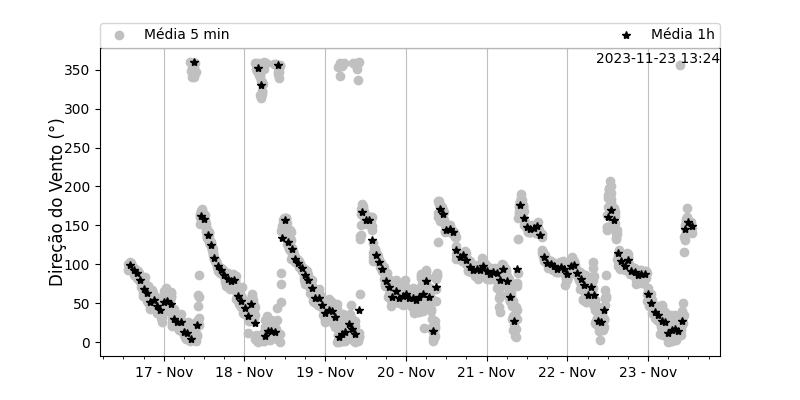 Média 5 min
Média 1h
2023-11-23 13:24
Direção do Vento (°)
350
300
250
200
150
100
50
0
17 - Nov
18 - Nov
19 - Nov
20 - Nov
21 - Nov
22 - Nov
23 - Nov